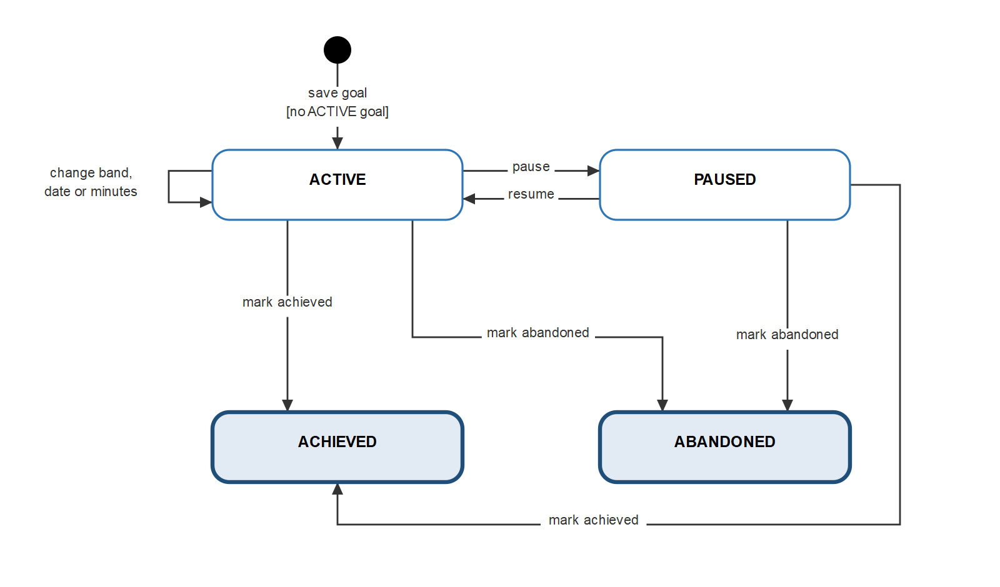 save goal
[no ACTIVE goal]
change band,
date or minutes
ACTIVE
pause
resume
PAUSED
mark achieved
mark abandoned
mark abandoned
ACHIEVED
ABANDONED
mark achieved